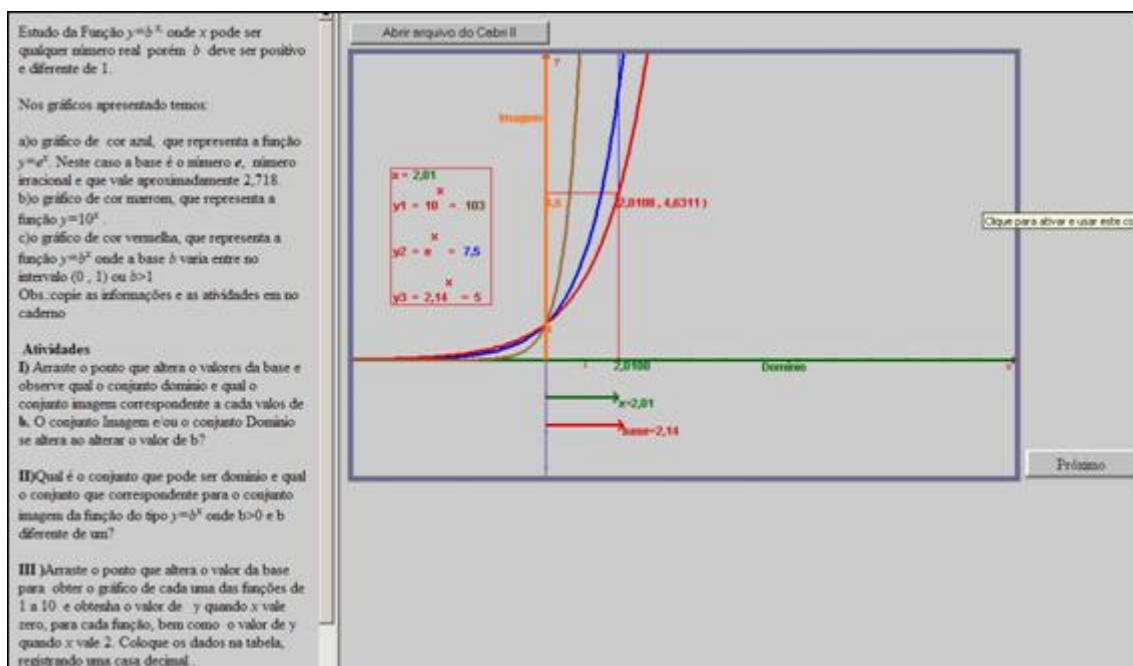 Estudo da Função y=b^x, onde x pode ser
qualquer número real porém b deve ser positivo
e diferente de 1.
Nos gráficos apresentado temos:
a)o gráfico de cor azul, que representa a função
y=e^x. Neste caso a base é o número e, número
irracional e que vale aproximadamente 2,718.
b)o gráfico de cor marrom, que representa a
função y=10^x.
c)o gráfico de cor vermelha, que representa a
função y=b^x onde a base b varia entre no
intervalo (0 , 1) ou b>1
Obs.:copie as informações e as atividades em no
caderno
Atividades
I) Arraste o ponto que altera o valores da base e
observe qual o conjunto dominio e qual o
conjunto imagem correspondente a cada valos de
b. O conjunto Imagem e/ou o conjunto Dominio
se altera ao alterar o valor de b?
II)Qual é o conjunto que pode ser dominio e qual
o conjunto que correspondente para o conjunto
imagem da função do tipo y=b^x onde b>0 e b
diferente de um?
III )Arraste o ponto que altera o valor da base
para obter o gráfico de cada uma das funções de
1 a 10 e obtenha o valor de y quando x vale
zero, para cada função, bem como o valor de y
quando x vale 2. Coloque os dados na tabela,
registrando uma casa decimal.
Abrir arquivo do Cabri II
y
Imagem
x = 2,01
y1 = 10^x = 103
y2 = e^x = 7,5
y3 = 2,14^x = 5
4,6
2,0108 , 4,6311 )
Clique para ativar e usar este co
1
2,0108
Domínio
x
x=2,01
base=2,14
Próximo